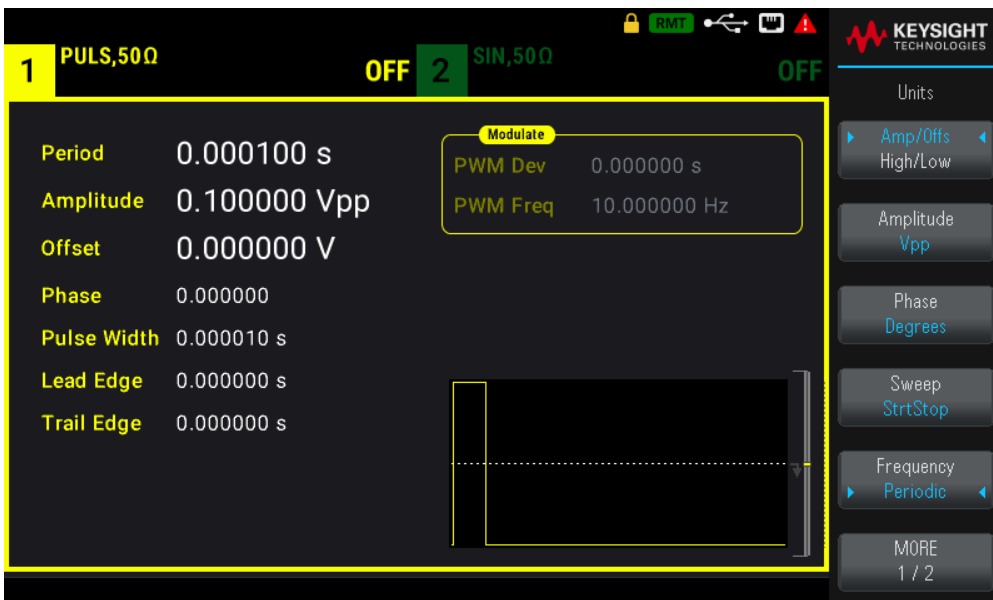 RMT
KEYSIGHT
TECHNOLOGIES
1 PULS,50Ω OFF
2 SIN,50Ω OFF
Units
Period 0.000100 s
Amplitude 0.100000 Vpp
Offset 0.000000 V
Phase 0.000000
Pulse Width 0.000010 s
Lead Edge 0.000000 s
Trail Edge 0.000000 s
Modulate
PWM Dev 0.000000 s
PWM Freq 10.000000 Hz
Amp/Offs
High/Low
Amplitude
Vpp
Phase
Degrees
Sweep
StrtStop
Frequency
Periodic
MORE
1 / 2